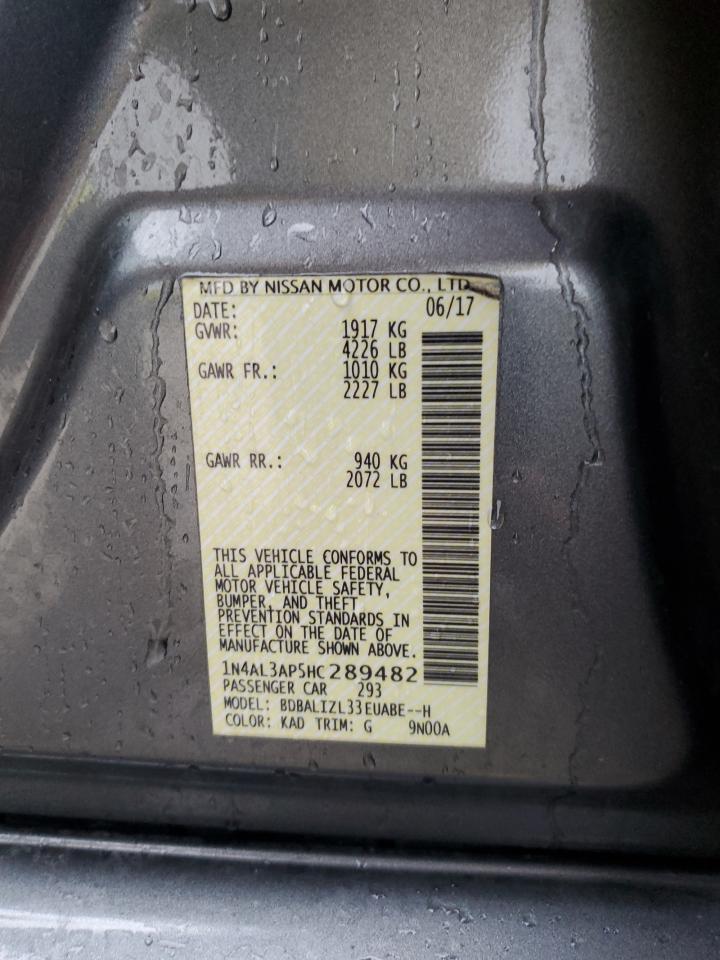 MFD BY NISSAN MOTOR CO., LTD
DATE: 06/17
GVWR: 1917 KG
4226 LB
GAWR FR.: 1010 KG
2227 LB
GAWR RR.: 940 KG
2072 LB
THIS VEHICLE CONFORMS TO
ALL APPLICABLE FEDERAL
MOTOR VEHICLE SAFETY,
BUMPER, AND THEFT
PREVENTION STANDARDS IN
EFFECT ON THE DATE OF
MANUFACTURE SHOWN ABOVE.
1N4AL3AP5HC289482
PASSENGER CAR 293
MODEL: BDBALIZL33EUABE--H
COLOR: KAD TRIM: G 9N00A